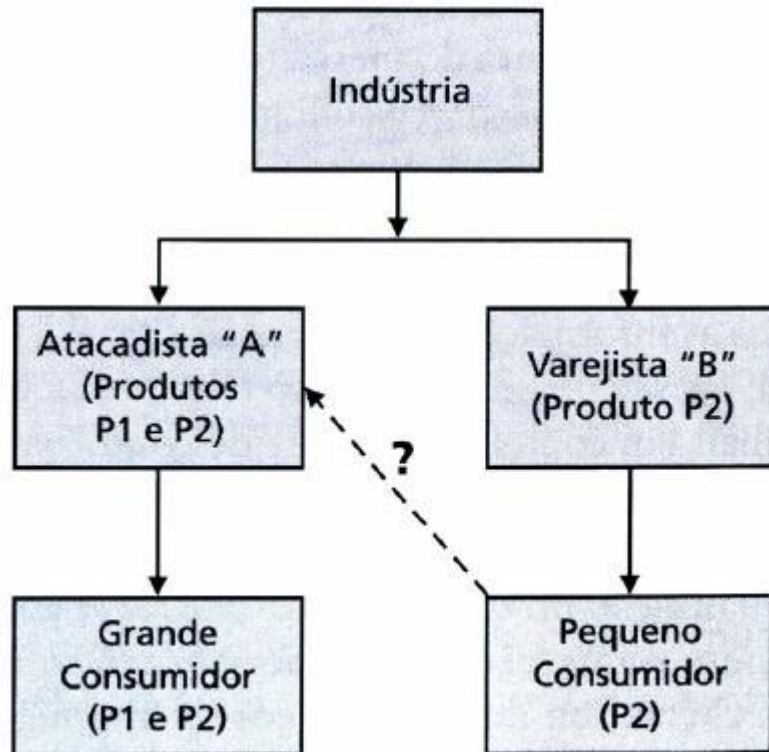 Indústria
Atacadista “A”
(Produtos
P1 e P2)
Varejista “B”
(Produto P2)
?
Grande
Consumidor
(P1 e P2)
Pequeno
Consumidor
(P2)